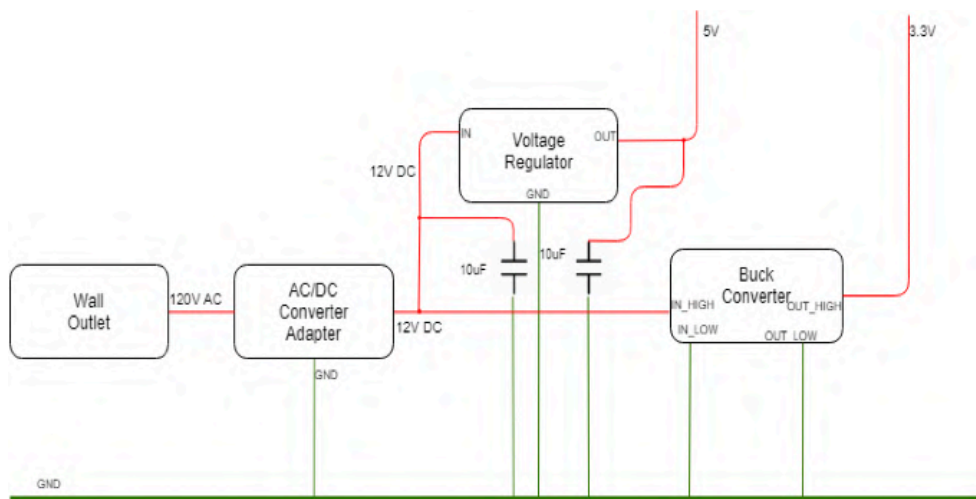 5V
3.3V
IN
Voltage
Regulator
OUT
12V DC
GND
10uF
10uF
Wall
Outlet
120V AC
AC/DC
Converter
Adapter
12V DC
GND
Buck
Converter
IN_HIGH
OUT_HIGH
IN_LOW
OUT_LOW
GND